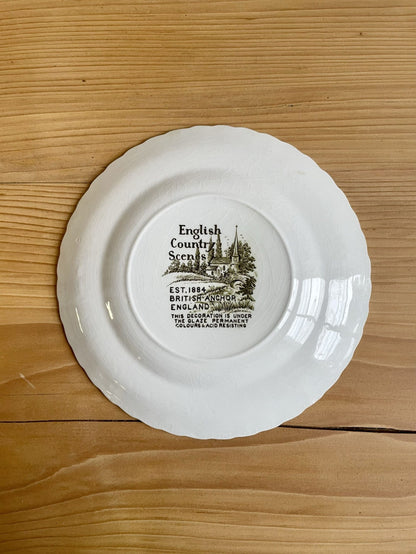 English
Country
Scenes
EST. 1884
BRITISH ANCHOR
ENGLAND
THIS DECORATION IS UNDER
THE GLAZE PERMANENT
COLOURS & ACID RESISTING